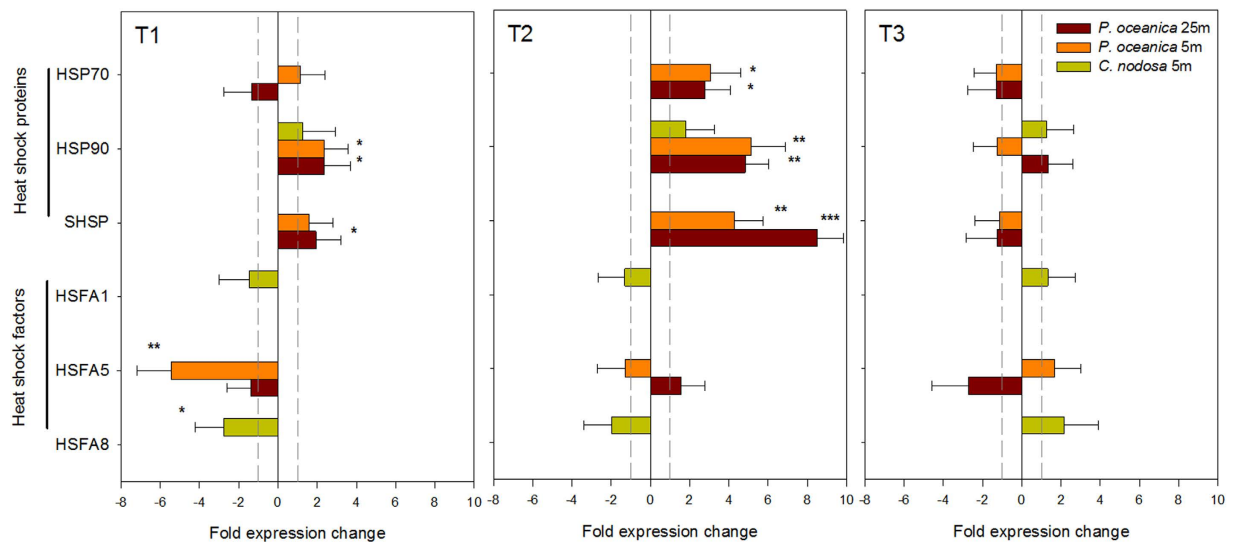 T1
T2
T3
P. oceanica 25m
P. oceanica 5m
C. nodosa 5m
Heat shock proteins
Heat shock factors
HSP70
HSP90
SHSP
HSFA1
HSFA5
HSFA8
*
*
*
**
*
*
*
**
**
**
***
-8 -6 -4 -2 0 2 4 6 8
-8 -6 -4 -2 0 2 4 6 8 10
-8 -6 -4 -2 0 2 4 6 8 10
Fold expression change
Fold expression change
Fold expression change